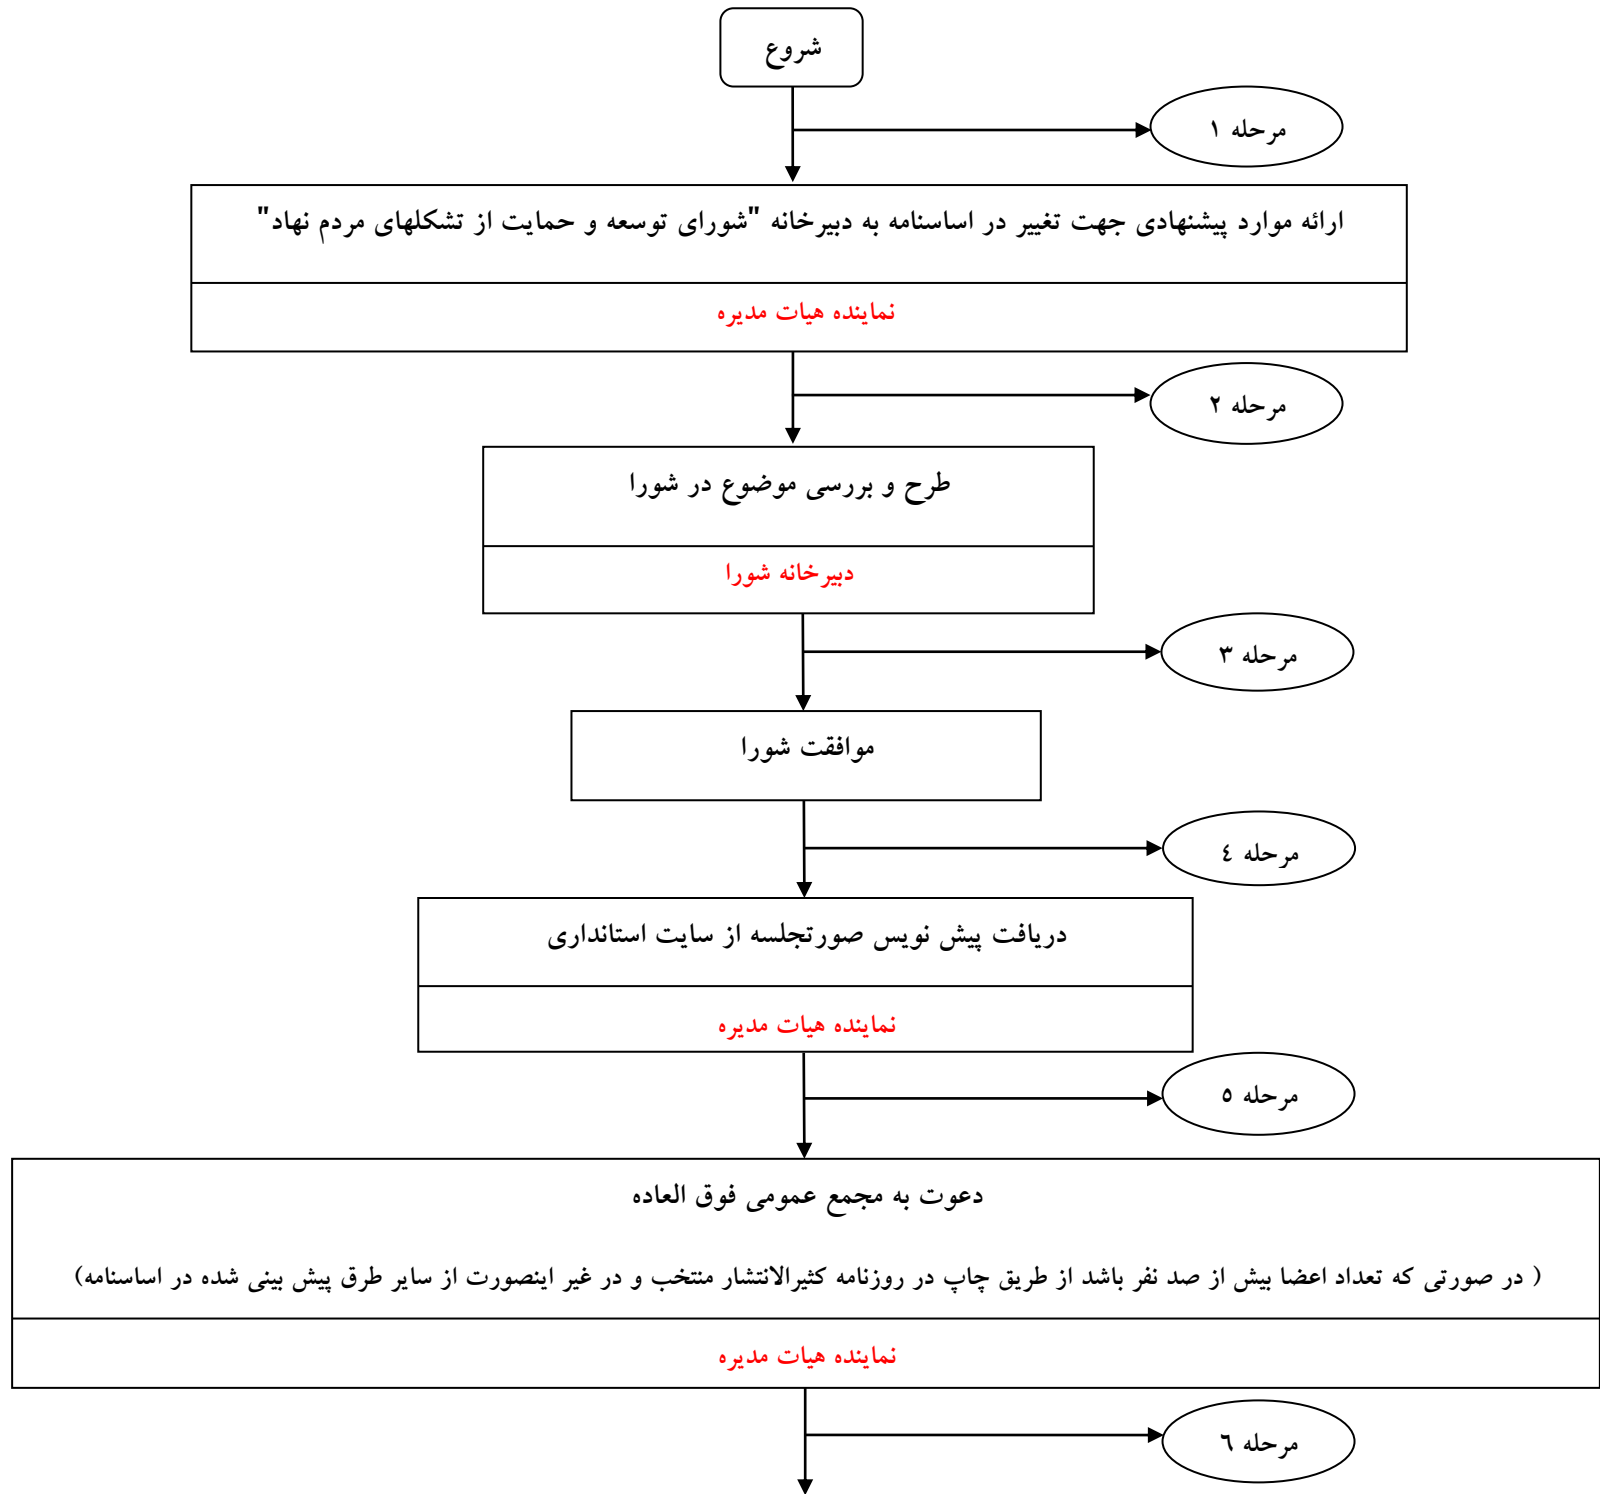 شروع
مرحله ۱
ارائه موارد پیشنهادی جهت تغییر در اساسنامه به دبیرخانه "شورای توسعه و حمایت از تشکلهای مردم نهاد"
نماینده هیات مدیره
مرحله ۲
طرح و بررسی موضوع در شورا
دبیرخانه شورا
مرحله ۳
موافقت شورا
مرحله ٤
دریافت پیش نویس صورتجلسه از سایت استانداری
نماینده هیات مدیره
مرحله ٥
دعوت به مجمع عمومی فوق العاده
( در صورتی که تعداد اعضا بیش از صد نفر باشد از طریق چاپ در روزنامه کثیرالانتشار منتخب و در غیر اینصورت از سایر طرق پیش بینی شده در اساسنامه)
نماینده هیات مدیره
مرحله ٦